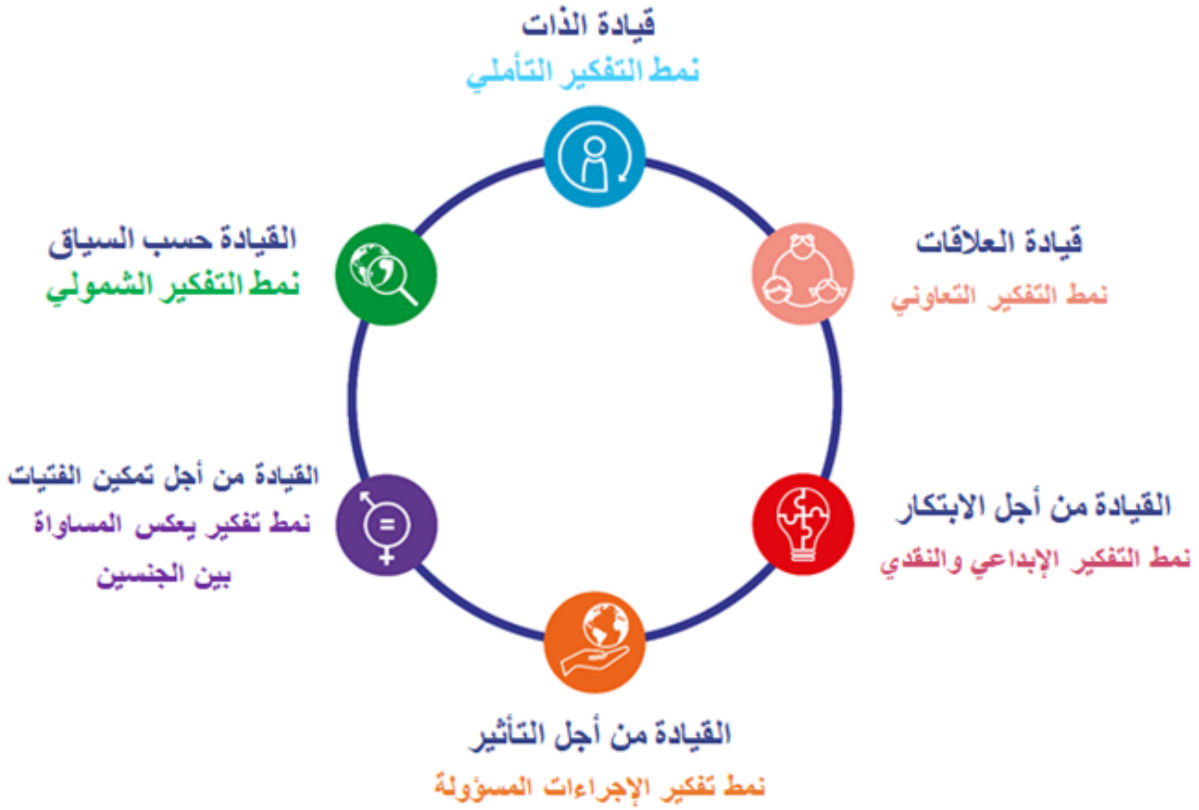 قيادة الذات
نمط التفكير التأملي
قيادة العلاقات
نمط التفكير التعاوني
القيادة من أجل الابتكار
نمط التفكير الإبداعي والنقدي
القيادة من أجل التأثير
نمط تفكير الإجراءات المسؤولة
القيادة من أجل تمكين الفتيات
نمط تفكير يعكس المساواة
بين الجنسين
القيادة حسب السياق
نمط التفكير الشمولي